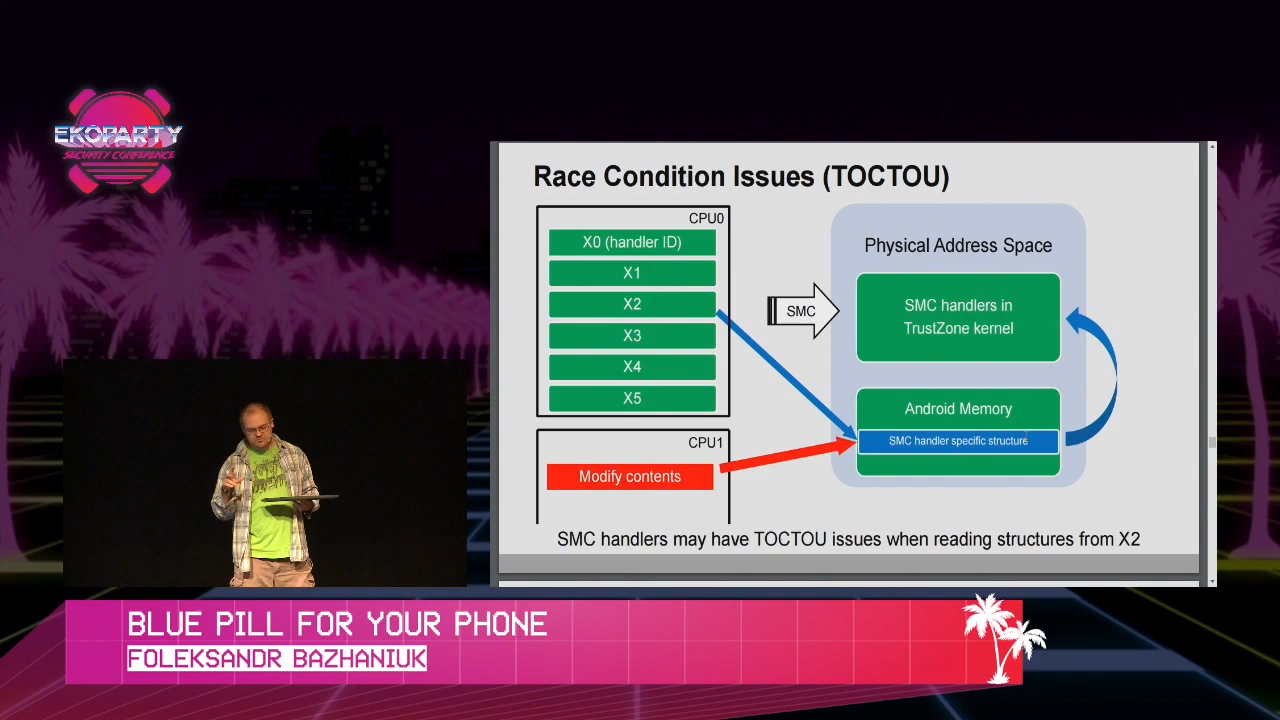 EKOPARTY
SECURITY CONFERENCE
Race Condition Issues (TOCTOU)
CPU0
X0 (handler ID)
X1
X2
X3
X4
X5
CPU1
Modify contents
SMC
Physical Address Space
SMC handlers in
TrustZone kernel
Android Memory
SMC handler specific structure
SMC handlers may have TOCTOU issues when reading structures from X2
BLUE PILL FOR YOUR PHONE
FOLEKSANDR BAZHANIUK